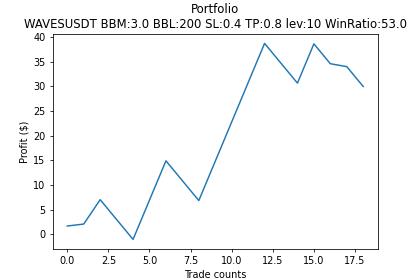 Portfolio
WAVESUSDT BBM:3.0 BBL:200 SL:0.4 TP:0.8 lev:10 WinRatio:53.0
40
35
30
25
20
15
10
5
0
Profit ($)
0.0 2.5 5.0 7.5 10.0 12.5 15.0 17.5
Trade counts